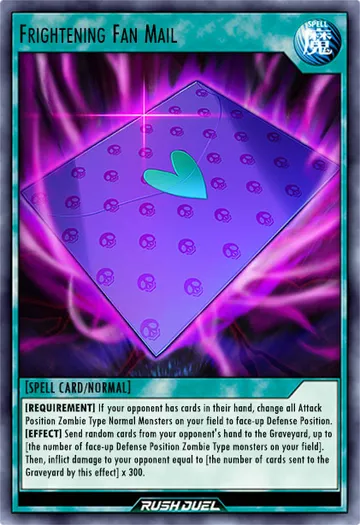 Frightening Fan Mail
SPELL
魔
[SPELL CARD/NORMAL]
[REQUIREMENT] If your opponent has cards in their hand, change all Attack
Position Zombie Type Normal Monsters on your field to face-up Defense Position.
[EFFECT] Send random cards from your opponent's hand to the Graveyard, up to
[the number of face-up Defense Position Zombie Type monsters on your field].
Then, inflict damage to your opponent equal to [the number of cards sent to the
Graveyard by this effect] x 300.
RUSH DUEL